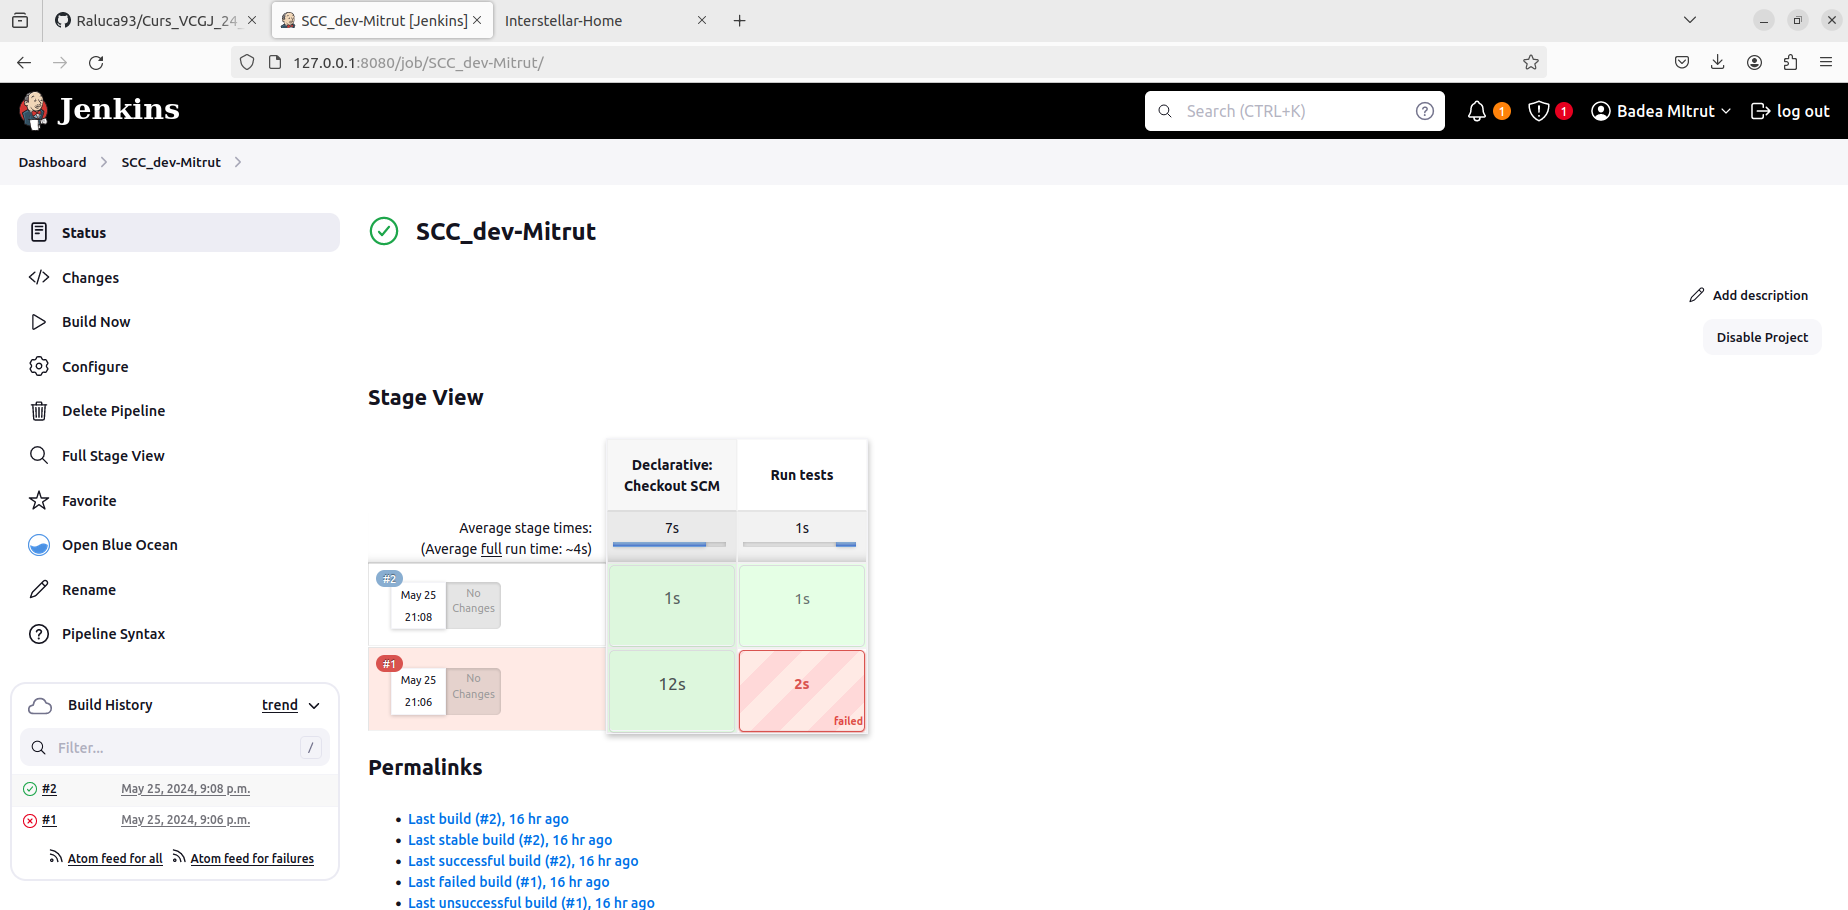 Raluca93/Curs_VCGJ_24_
SCC_dev-Mitrut [Jenkins]
Interstellar-Home
127.0.0.1:8080/job/SCC_dev-Mitrut/
Jenkins
Search (CTRL+K)
1
1
Badea MItrut
log out
Dashboard
SCC_dev-Mitrut
Status
Changes
Build Now
Configure
Delete Pipeline
Full Stage View
Favorite
Open Blue Ocean
Rename
Pipeline Syntax
Build History
trend
Filter...
/
#2
May 25, 2024, 9:08 p.m.
#1
May 25, 2024, 9:06 p.m.
Atom feed for all
Atom feed for failures
SCC_dev-Mitrut
Add description
Disable Project
Stage View
Declarative:
Checkout SCM
Run tests
Average stage times:
(Average full run time: ~4s)
7s
1s
#2
May 25
21:08
No
Changes
1s
1s
#1
May 25
21:06
No
Changes
12s
2s
failed
Permalinks
Last build (#2), 16 hr ago
Last stable build (#2), 16 hr ago
Last successful build (#2), 16 hr ago
Last failed build (#1), 16 hr ago
Last unsuccessful build (#1), 16 hr ago